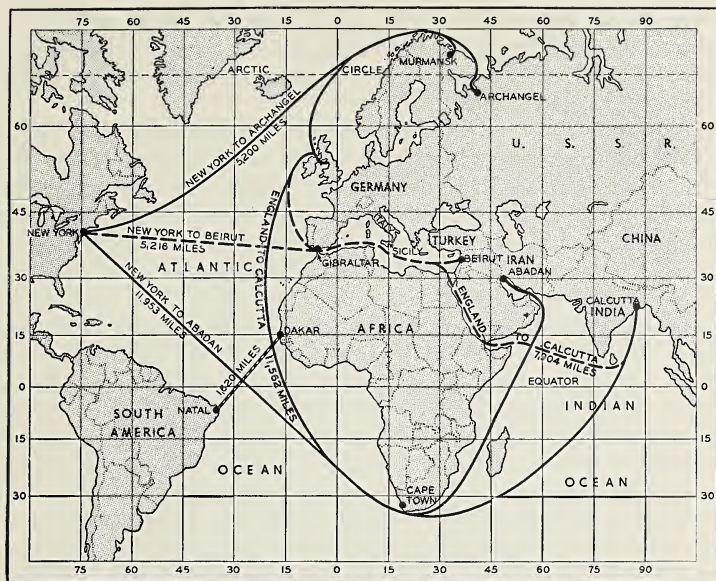 75 60 45 30 15 0 15 30 45 60 75 90
ARCTIC CIRCLE
MURMANSK
ARCHANGEL
60
60
NEW YORK TO ARCHANGEL
5,200 MILES
U. S. S. R.
GERMANY
45
45
NEW YORK
NEW YORK TO BEIRUT
5,216 MILES
ITALY
SICILY
TURKEY
CHINA
GIBRALTAR
BEIRUT
IRAN
ABADAN
ATLANTIC
30
30
NEW YORK TO ABADAN
11,953 MILES
ENGLAND TO CALCUTTA
11,562 MILES
CALCUTTA
INDIA
DAKAR
AFRICA
15
15
ENGLAND TO CALCUTTA
7,904 MILES
1,620 MILES
0
0
EQUATOR
NATAL
SOUTH
AMERICA
INDIAN
15
15
OCEAN
OCEAN
30
30
CAPE
TOWN
75 60 45 30 15 0 15 30 45 60 75 90